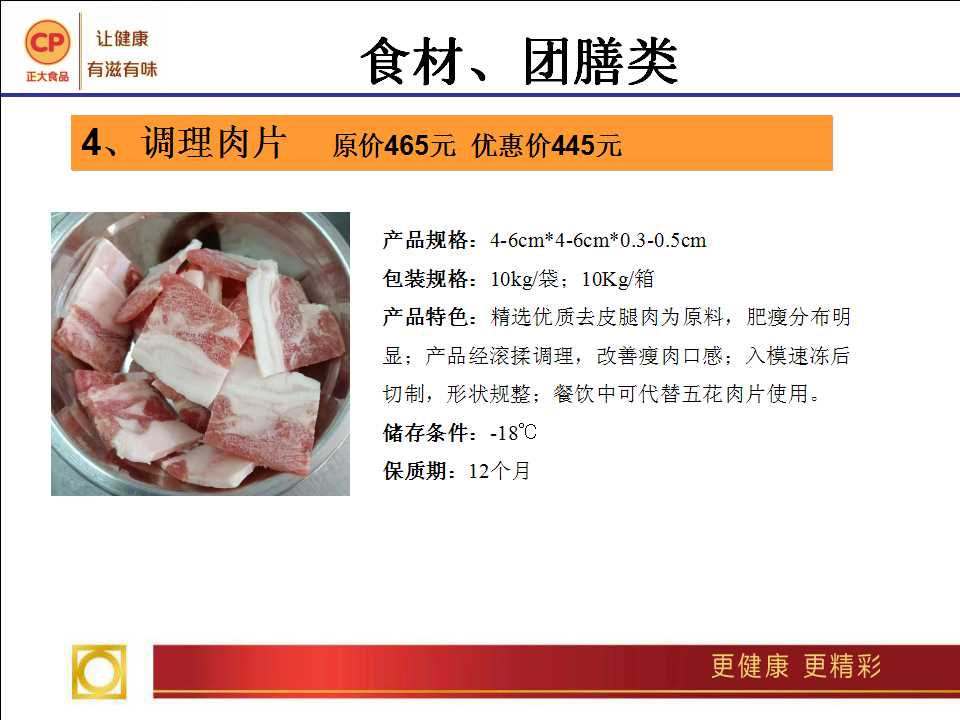 CP
正大食品
让健康
有滋有味
食材、团膳类
4、调理肉片 原价465元 优惠价445元
产品规格：4-6cm*4-6cm*0.3-0.5cm
包装规格：10kg/袋；10Kg/箱
产品特色：精选优质去皮腿肉为原料，肥瘦分布明
显；产品经滚揉调理，改善瘦肉口感；入模速冻后
切制，形状规整；餐饮中可代替五花肉片使用。
储存条件：-18℃
保质期：12个月
更健康 更精彩